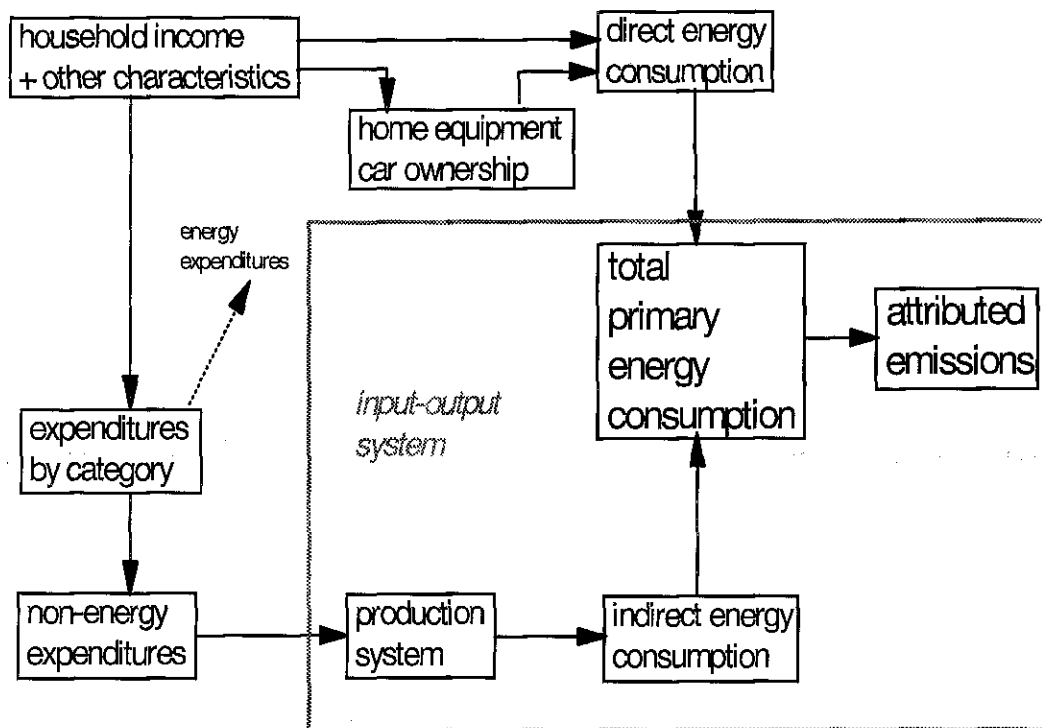 household income
+ other characteristics
direct energy
consumption
home equipment
car ownership
energy
expenditures
total
primary
energy
consumption
attributed
emissions
input-output
system
expenditures
by category
non-energy
expenditures
production
system
indirect energy
consumption